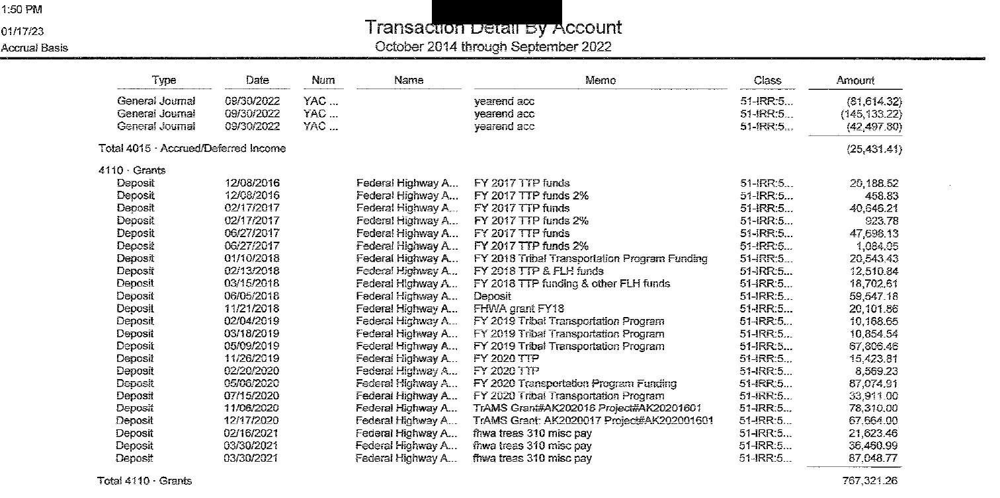 1:50 PM
01/17/23
Accrual Basis
Transaction Detail By Account
October 2014 through September 2022
Type Date Num Name Memo Class Amount
General Journal 09/30/2022 YAC ... yearend acc 51-IRR:5... (81,614.32)
General Journal 09/30/2022 YAC ... yearend acc 51-IRR:5... (145,133.22)
General Journal 09/30/2022 YAC ... yearend acc 51-IRR:5... (42,497.80)
Total 4015 · Accrued/Deferred Income (25,431.41)
4110 · Grants
Deposit 12/08/2016 Federal Highway A... FY 2017 TTP funds 51-IRR:5... 20,188.52
Deposit 12/08/2016 Federal Highway A... FY 2017 TTP funds 2% 51-IRR:5... 458.83
Deposit 02/17/2017 Federal Highway A... FY 2017 TTP funds 51-IRR:5... 40,646.21
Deposit 02/17/2017 Federal Highway A... FY 2017 TTP funds 2% 51-IRR:5... 923.78
Deposit 06/27/2017 Federal Highway A... FY 2017 TTP funds 51-IRR:5... 47,698.13
Deposit 06/27/2017 Federal Highway A... FY 2017 TTP funds 2% 51-IRR:5... 1,084.05
Deposit 01/10/2018 Federal Highway A... FY 2018 Tribal Transportation Program Funding 51-IRR:5... 20,543.43
Deposit 02/13/2018 Federal Highway A... FY 2018 TTP & FLH funds 51-IRR:5... 12,510.84
Deposit 03/15/2018 Federal Highway A... FY 2018 TTP funding & other FLH funds 51-IRR:5... 18,702.61
Deposit 06/05/2018 Federal Highway A... Deposit 51-IRR:5... 59,547.18
Deposit 11/21/2018 Federal Highway A... FHWA grant FY18 51-IRR:5... 20,101.86
Deposit 02/04/2019 Federal Highway A... FY 2019 Tribal Transportation Program 51-IRR:5... 10,168.65
Deposit 03/18/2019 Federal Highway A... FY 2019 Tribal Transportation Program 51-IRR:5... 10,854.54
Deposit 05/09/2019 Federal Highway A... FY 2019 Tribal Transportation Program 51-IRR:5... 67,806.46
Deposit 11/26/2019 Federal Highway A... FY 2020 TTP 51-IRR:5... 15,423.81
Deposit 02/20/2020 Federal Highway A... FY 2020 TTP 51-IRR:5... 8,569.23
Deposit 05/06/2020 Federal Highway A... FY 2020 Transportation Program Funding 51-IRR:5... 87,074.91
Deposit 07/15/2020 Federal Highway A... FY 2020 Tribal Transportation Program 51-IRR:5... 33,911.00
Deposit 11/06/2020 Federal Highway A... TrAMS Grant#AK202016 Project#AK20201601 51-IRR:5... 78,310.00
Deposit 12/17/2020 Federal Highway A... TrAMS Grant: AK2020017 Project#AK202001601 51-IRR:5... 67,664.00
Deposit 02/16/2021 Federal Highway A... fhwa treas 310 misc pay 51-IRR:5... 21,623.46
Deposit 03/30/2021 Federal Highway A... fhwa treas 310 misc pay 51-IRR:5... 36,460.99
Deposit 03/30/2021 Federal Highway A... fhwa treas 310 misc pay 51-IRR:5... 87,048.77
Total 4110 · Grants 767,321.26